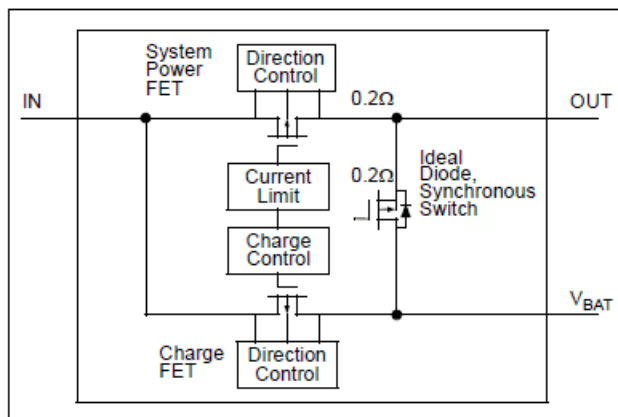 System
Power
FET
Direction
Control
IN
0.2Ω
OUT
Current
Limit
0.2Ω
Ideal
Diode,
Synchronous
Switch
Charge
Control
VBAT
Charge
FET
Direction
Control